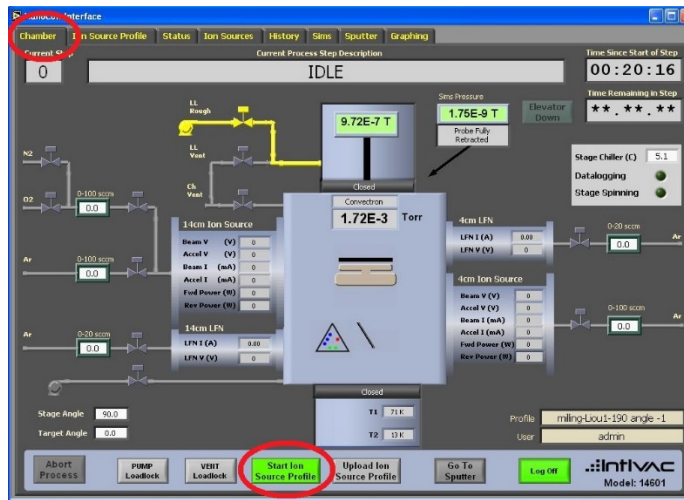 Chamber
Ion Source Profile
Status
Ion Sources
History
Sims
Sputter
Graphing
Current Step
0
Current Process Step Description
IDLE
Time Since Start of Step
00:20:16
Time Remaining in Step
**.**.**
LL
Rough
9.72E-7 T
Sims Pressure
1.75E-9 T
Probe Fully
Retracted
Elevator
Down
N2
LL
Vent
Closed
Stage Chiller (C) 5.1
Datalogging
Stage Spinning
O2
0-100 sccm
0.0
Ch
Vent
Convectron
1.72E-3 Torr
14cm Ion Source
Beam V (V) 0
Accel V (V) 0
Beam I (mA) 0
Accel I (mA) 0
Fwd Power (W) 0
Rev Power (W) 0
4cm LFN
LFN I (A) 0.00
LFN V (V) 0
0-20 sccm
0.0
Ar
Ar
0-100 sccm
0.0
4cm Ion Source
Beam V (V) 0
Accel V (V) 0
Beam I (mA) 0
Accel I (mA) 0
Fwd Power (W) 0
Rev Power (W) 0
0-100 sccm
0.0
Ar
Ar
0-20 sccm
0.0
14cm LFN
LFN I (A) 0.00
LFN V (V) 0
Closed
T1 71 K
T2 13 K
Stage Angle 90.0
Target Angle 0.0
Profile miling-Liou1-190 angle -1
User admin
Abort
Process
PUMP
Loadlock
VENT
Loadlock
Start Ion
Source Profile
Upload Ion
Source Profile
Go To
Sputter
Log Off
Intlvac
Model: 14601